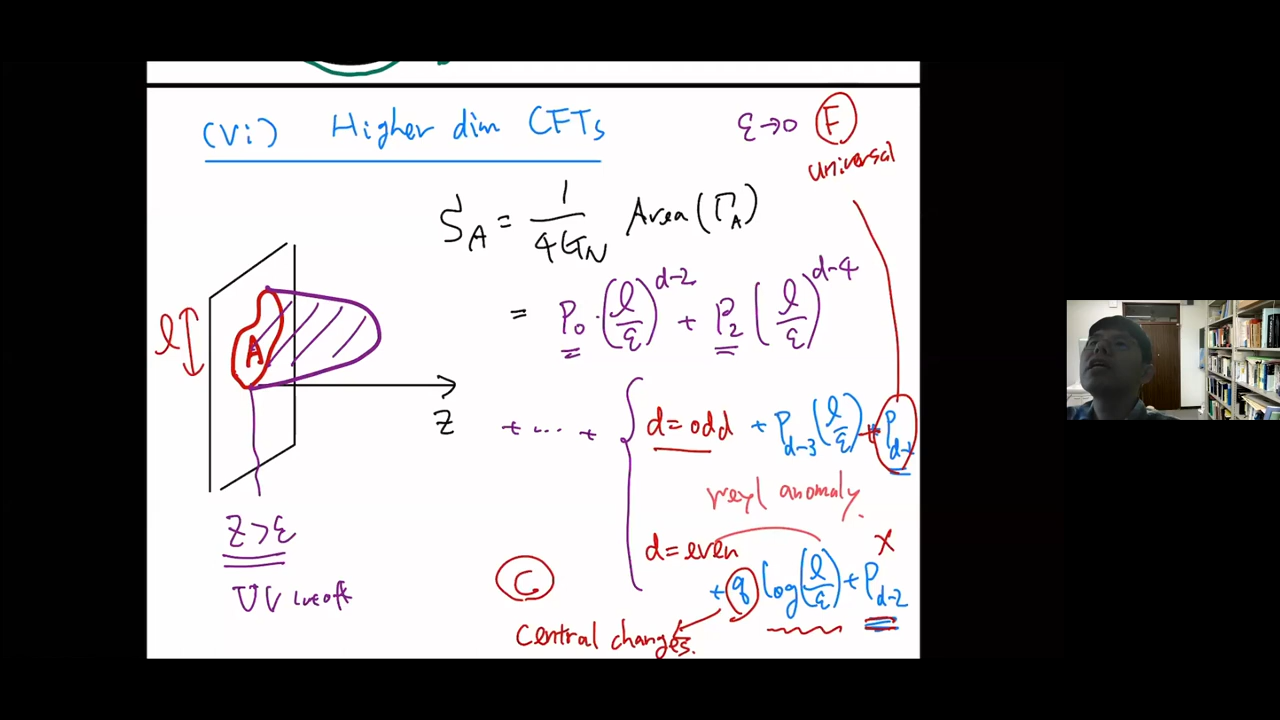 (Vi) Higher dim CFTs
ε→0 F
universal
S_A = 1/4G_N Area(Γ_A)
= P_0·(l/ε)^{d-2} + P_2 (l/ε)^{d-4}
+ ... + { d=odd + P_{d-3}(l/ε) + P_{d-1}
weyl anomaly.
d=even + q log(l/ε) + P_{d-2} x
C
Central charges.
l
A
Z
Z>ε
UV cutoff